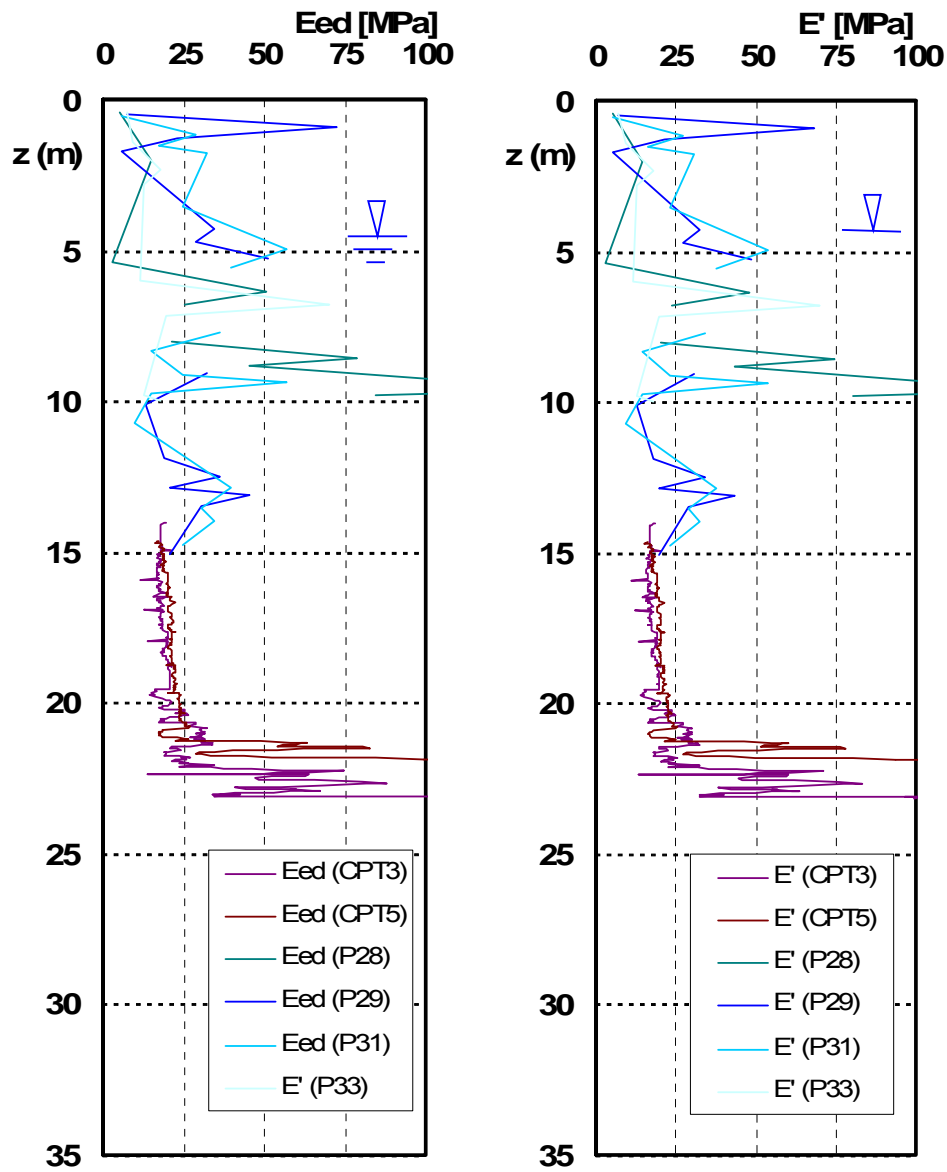 Eed [MPa]
0 25 50 75 100
z (m)
0
5
10
15
20
25
30
35
Eed (CPT3)
Eed (CPT5)
Eed (P28)
Eed (P29)
Eed (P31)
E' (P33)
E' [MPa]
0 25 50 75 100
z (m)
0
5
10
15
20
25
30
35
E' (CPT3)
E' (CPT5)
E' (P28)
E' (P29)
E' (P31)
E' (P33)